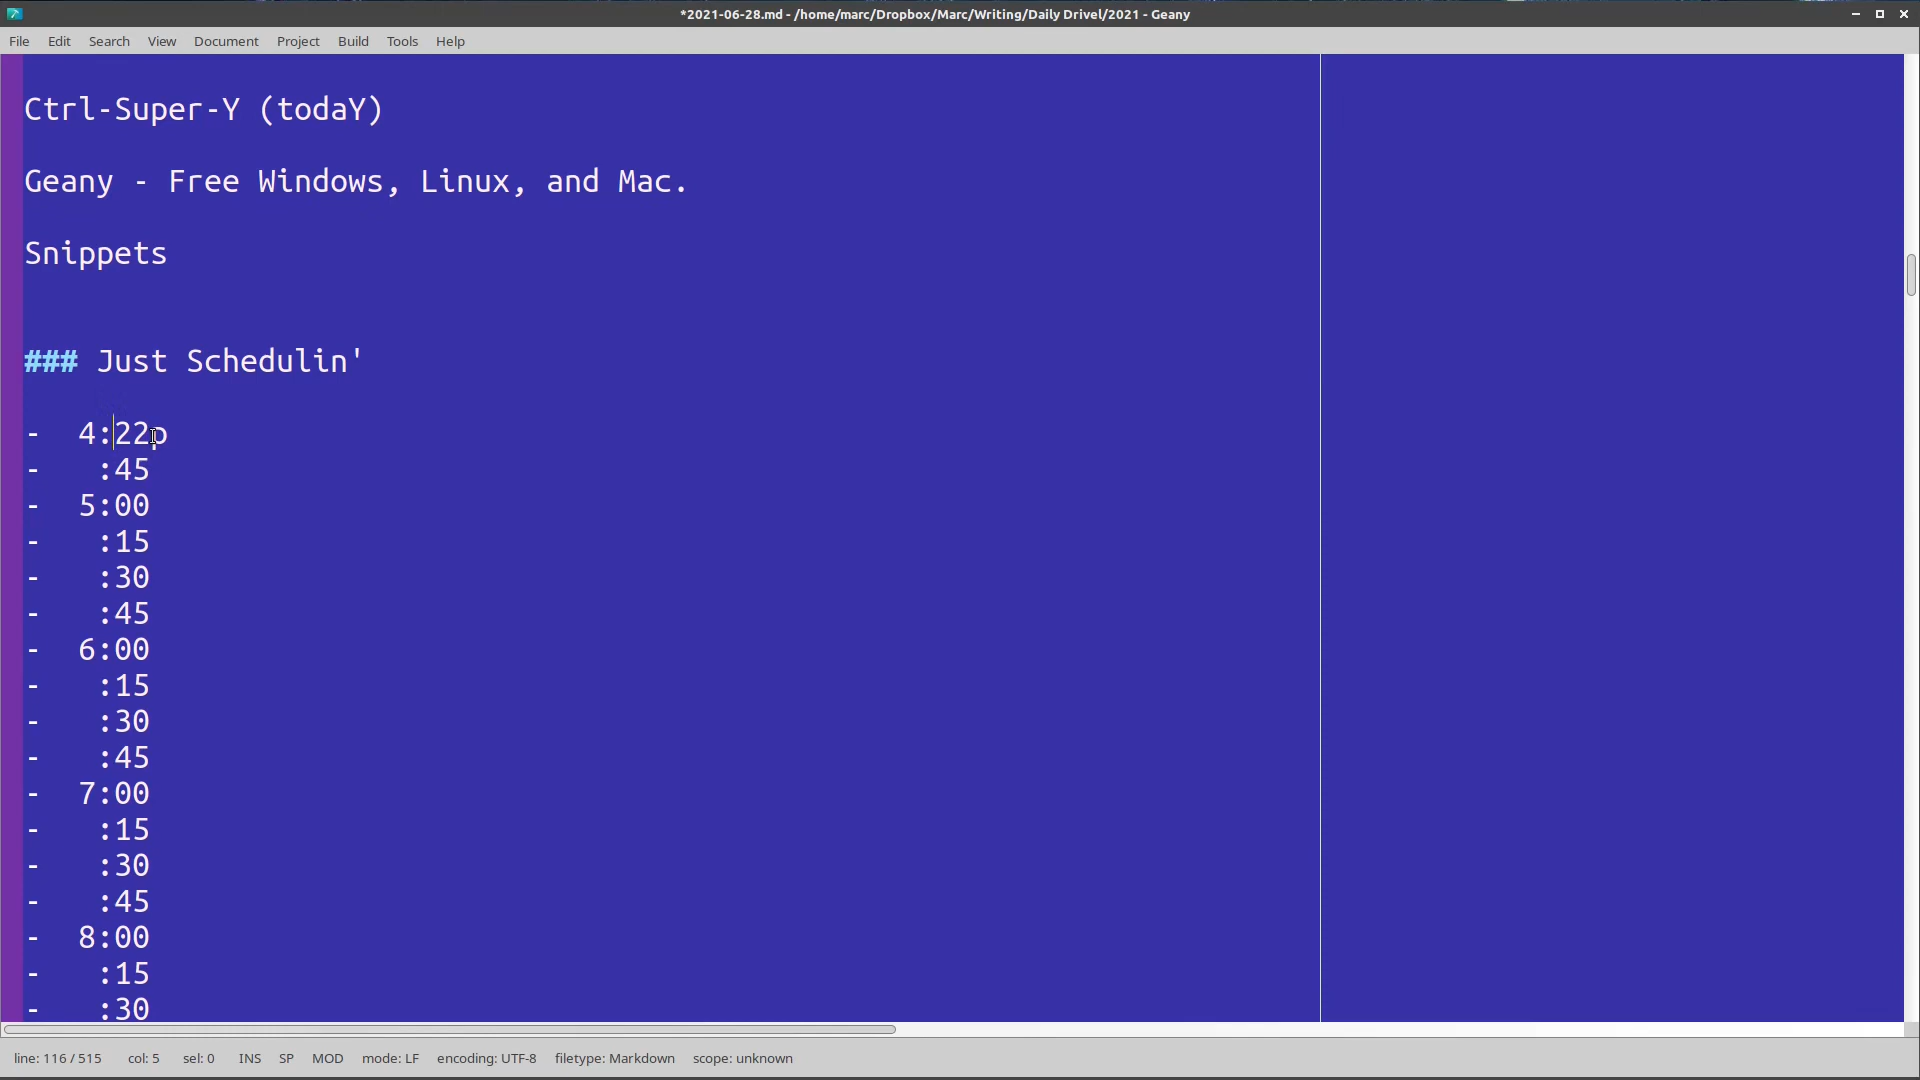 *2021-06-28.md - /home/marc/Dropbox/Marc/Writing/Daily Drivel/2021 - Geany
File Edit Search View Document Project Build Tools Help
Ctrl-Super-Y (todaY)
Geany - Free Windows, Linux, and Mac.
Snippets
### Just Schedulin'
- 4:22p
- :45
- 5:00
- :15
- :30
- :45
- 6:00
- :15
- :30
- :45
- 7:00
- :15
- :30
- :45
- 8:00
- :15
- :30
line: 116 / 515 col: 5 sel: 0 INS SP MOD mode: LF encoding: UTF-8 filetype: Markdown scope: unknown